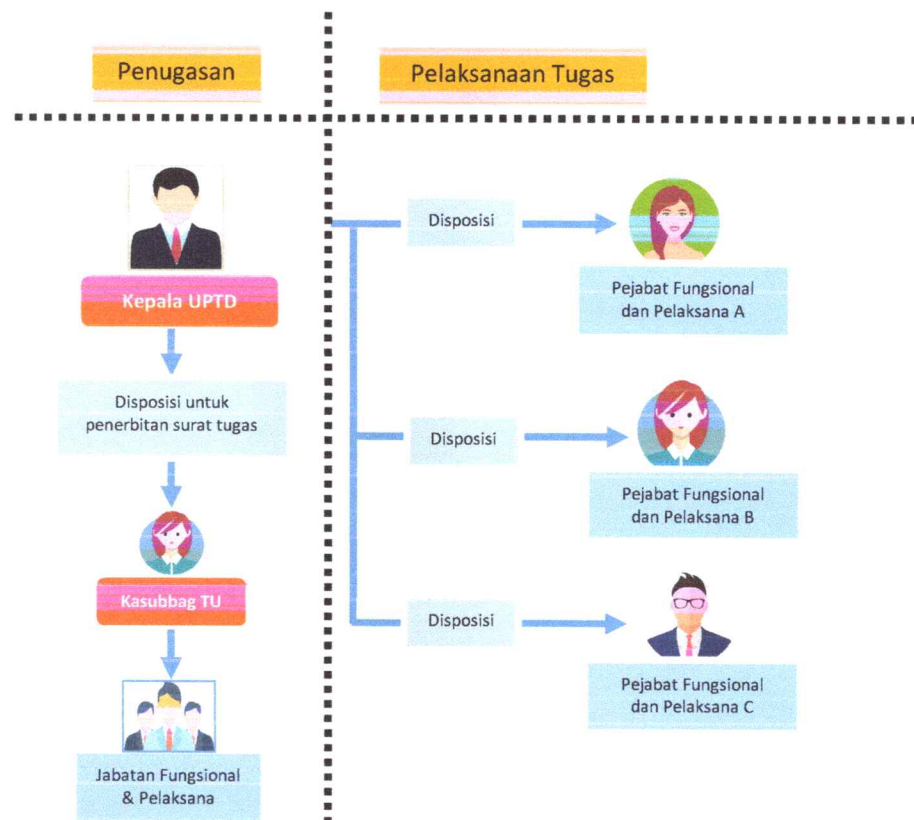 Penugasan
Pelaksanaan Tugas
Kepala UPTD
Disposisi untuk
penerbitan surat tugas
Kasubbag TU
Jabatan Fungsional
& Pelaksana
Disposisi
Pejabat Fungsional
dan Pelaksana A
Disposisi
Pejabat Fungsional
dan Pelaksana B
Disposisi
Pejabat Fungsional
dan Pelaksana C